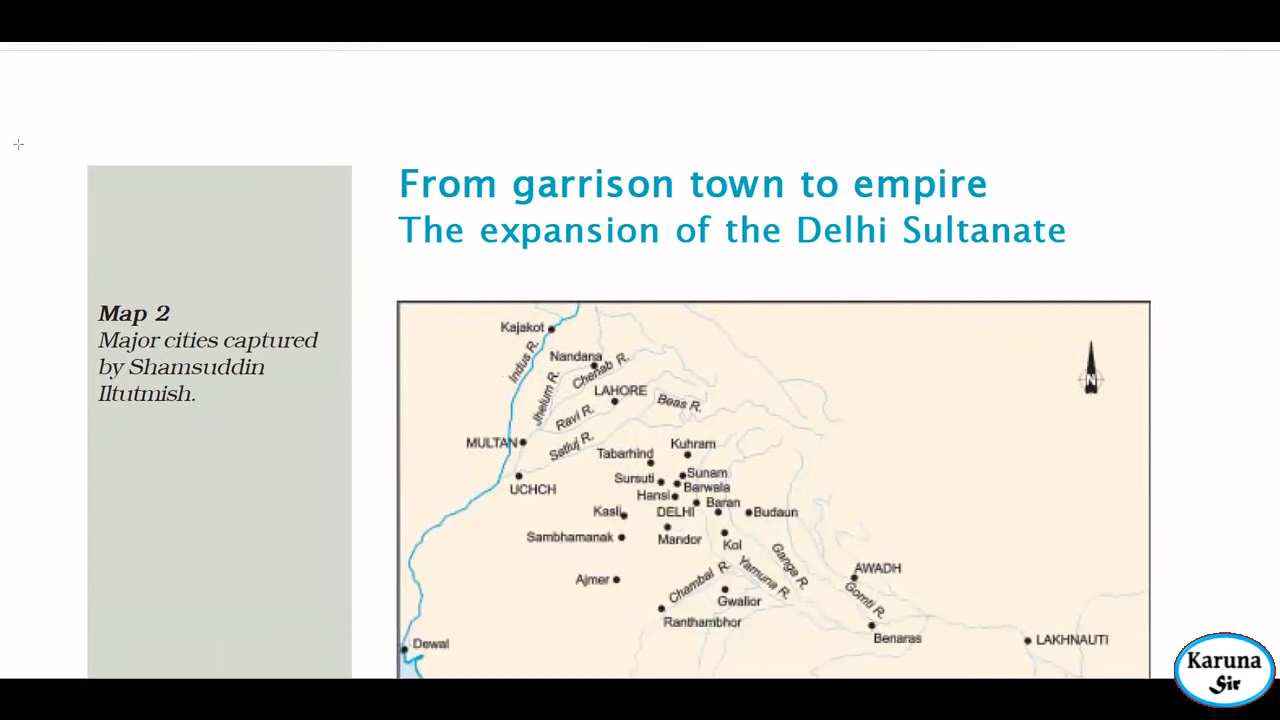 From garrison town to empire
The expansion of the Delhi Sultanate
Map 2
Major cities captured
by Shamsuddin
Iltutmish.
Kajakot
Indus R.
Nandana
Chenab R.
Jhelum R.
LAHORE
Beas R.
Ravi R.
MULTAN
Satluj R.
Kuhram
Tabarhind
Sunam
Sursuti
Barwala
UCHCH
Hansi
Baran
Kasli
DELHI
Budaun
Sambhamanak
Mandor
Kol
Ganga R.
AWADH
Ajmer
Chambal R.
Yamuna R.
Gomti R.
Gwalior
Ranthambhor
Benaras
LAKHNAUTI
Dewal
N
Karuna
Sir